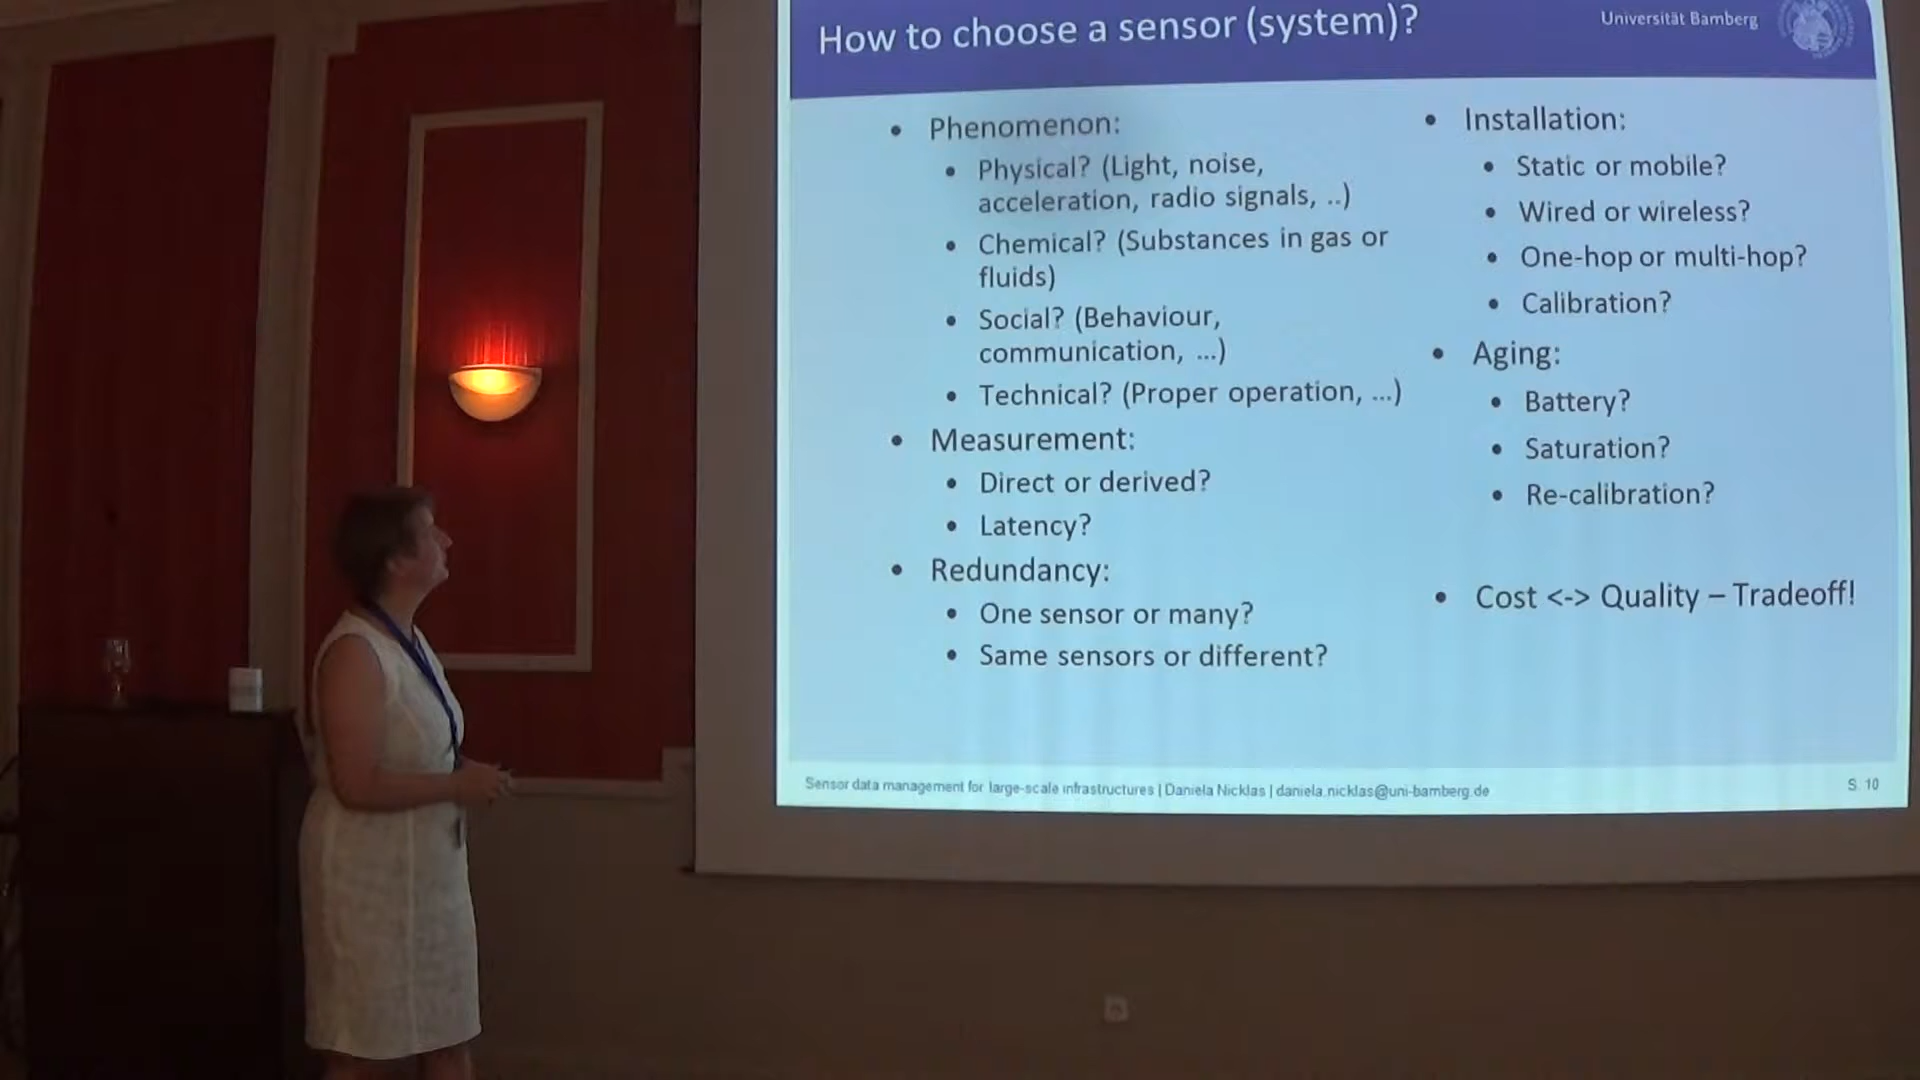 How to choose a sensor (system)?
Universität Bamberg
• Phenomenon:
• Physical? (Light, noise,
acceleration, radio signals, ..)
• Chemical? (Substances in gas or
fluids)
• Social? (Behaviour,
communication, ...)
• Technical? (Proper operation, ...)
• Measurement:
• Direct or derived?
• Latency?
• Redundancy:
• One sensor or many?
• Same sensors or different?
• Installation:
• Static or mobile?
• Wired or wireless?
• One-hop or multi-hop?
• Calibration?
• Aging:
• Battery?
• Saturation?
• Re-calibration?
• Cost <-> Quality – Tradeoff!
Sensor data management for large-scale infrastructures | Daniela Nicklas | daniela.nicklas@uni-bamberg.de
S. 10